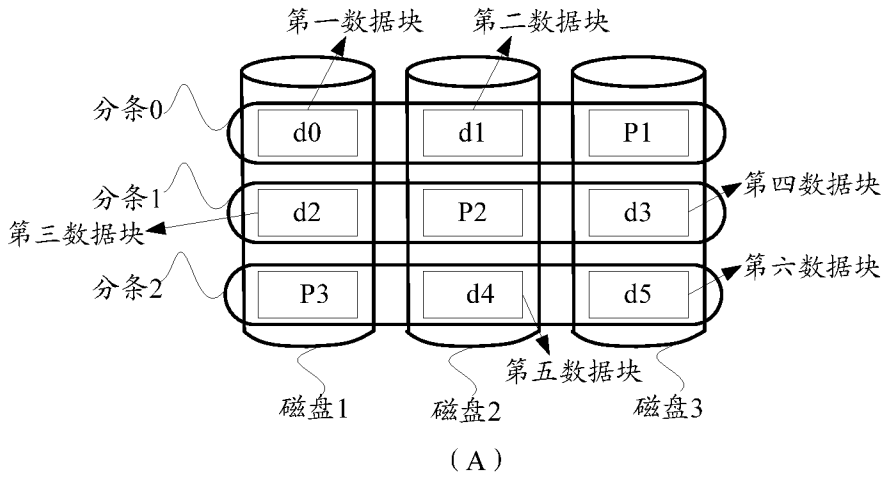 第一数据块 第二数据块
分条0 d0 d1 P1
分条1 d2 P2 d3 第四数据块
第三数据块
分条2 P3 d4 d5 第六数据块
第五数据块
磁盘1 磁盘2 磁盘3
(A)